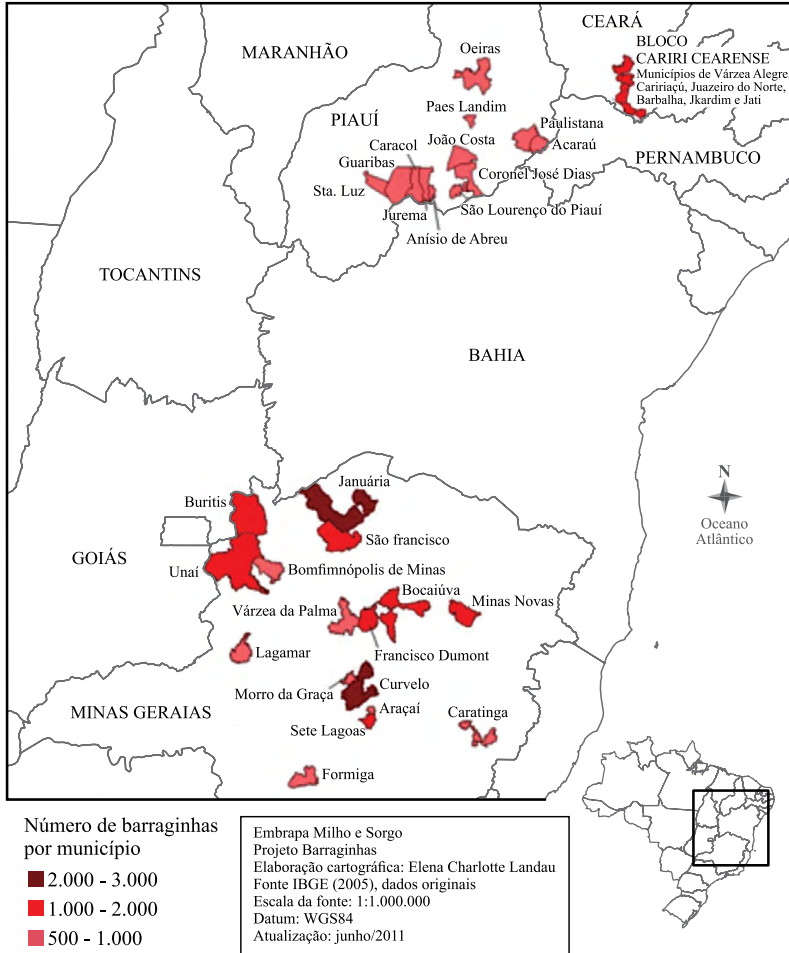 CEARÁ
BLOCO
CARIRI CEARENSE
Municípios de Várzea Alegre,
Caririaçú, Juazeiro do Norte,
Barbalha, Jkardim e Jati
MARANHÃO
Oeiras
PIAUÍ
Paes Landim
Paulistana
Caracol
João Costa
Acaraú
Guaribas
PERNAMBUCO
Coronel José Dias
Sta. Luz
São Lourenço do Piauí
Jurema
Anísio de Abreu
TOCANTINS
BAHIA
Januária
Buritis
N
Oceano
Atlântico
São francisco
GOIÁS
Unaí
Bomfimnópolis de Minas
Bocaiúva
Várzea da Palma
Minas Novas
Lagamar
Francisco Dumont
Morro da Graça
Curvelo
MINAS GERAIAS
Araçaí
Caratinga
Sete Lagoas
Formiga
Número de barraginhas
por município
2.000 - 3.000
1.000 - 2.000
500 - 1.000
Embrapa Milho e Sorgo
Projeto Barraginhas
Elaboração cartográfica: Elena Charlotte Landau
Fonte IBGE (2005), dados originais
Escala da fonte: 1:1.000.000
Datum: WGS84
Atualização: junho/2011